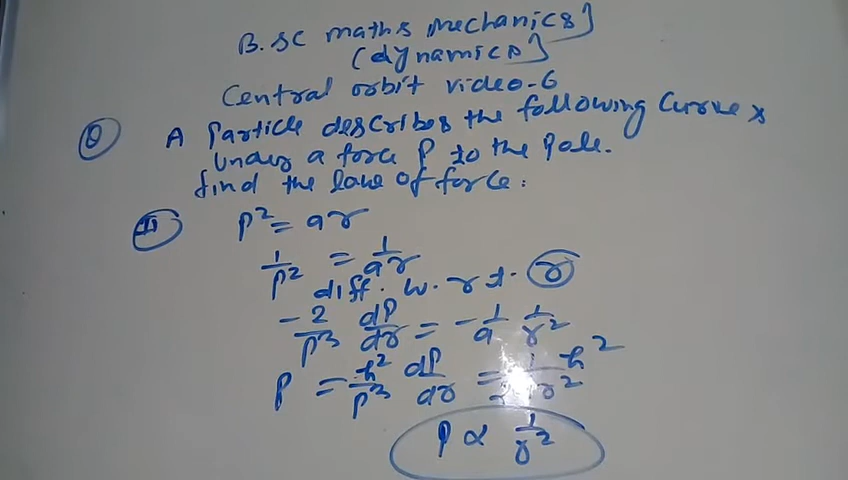 B.SC maths Mechanics]
(dynamics]
Central orbit video-6
Q A Particle describes the following Curves
Under a force P to the Pole.
find the law of force:
II P² = ar
1/P² = 1/ar
diff. w.r.t. r
-2/P³ dP/dr = -1/a 1/r²
P = h²/P³ dP/dr = 1/ r² h²
P ∝ 1/r²